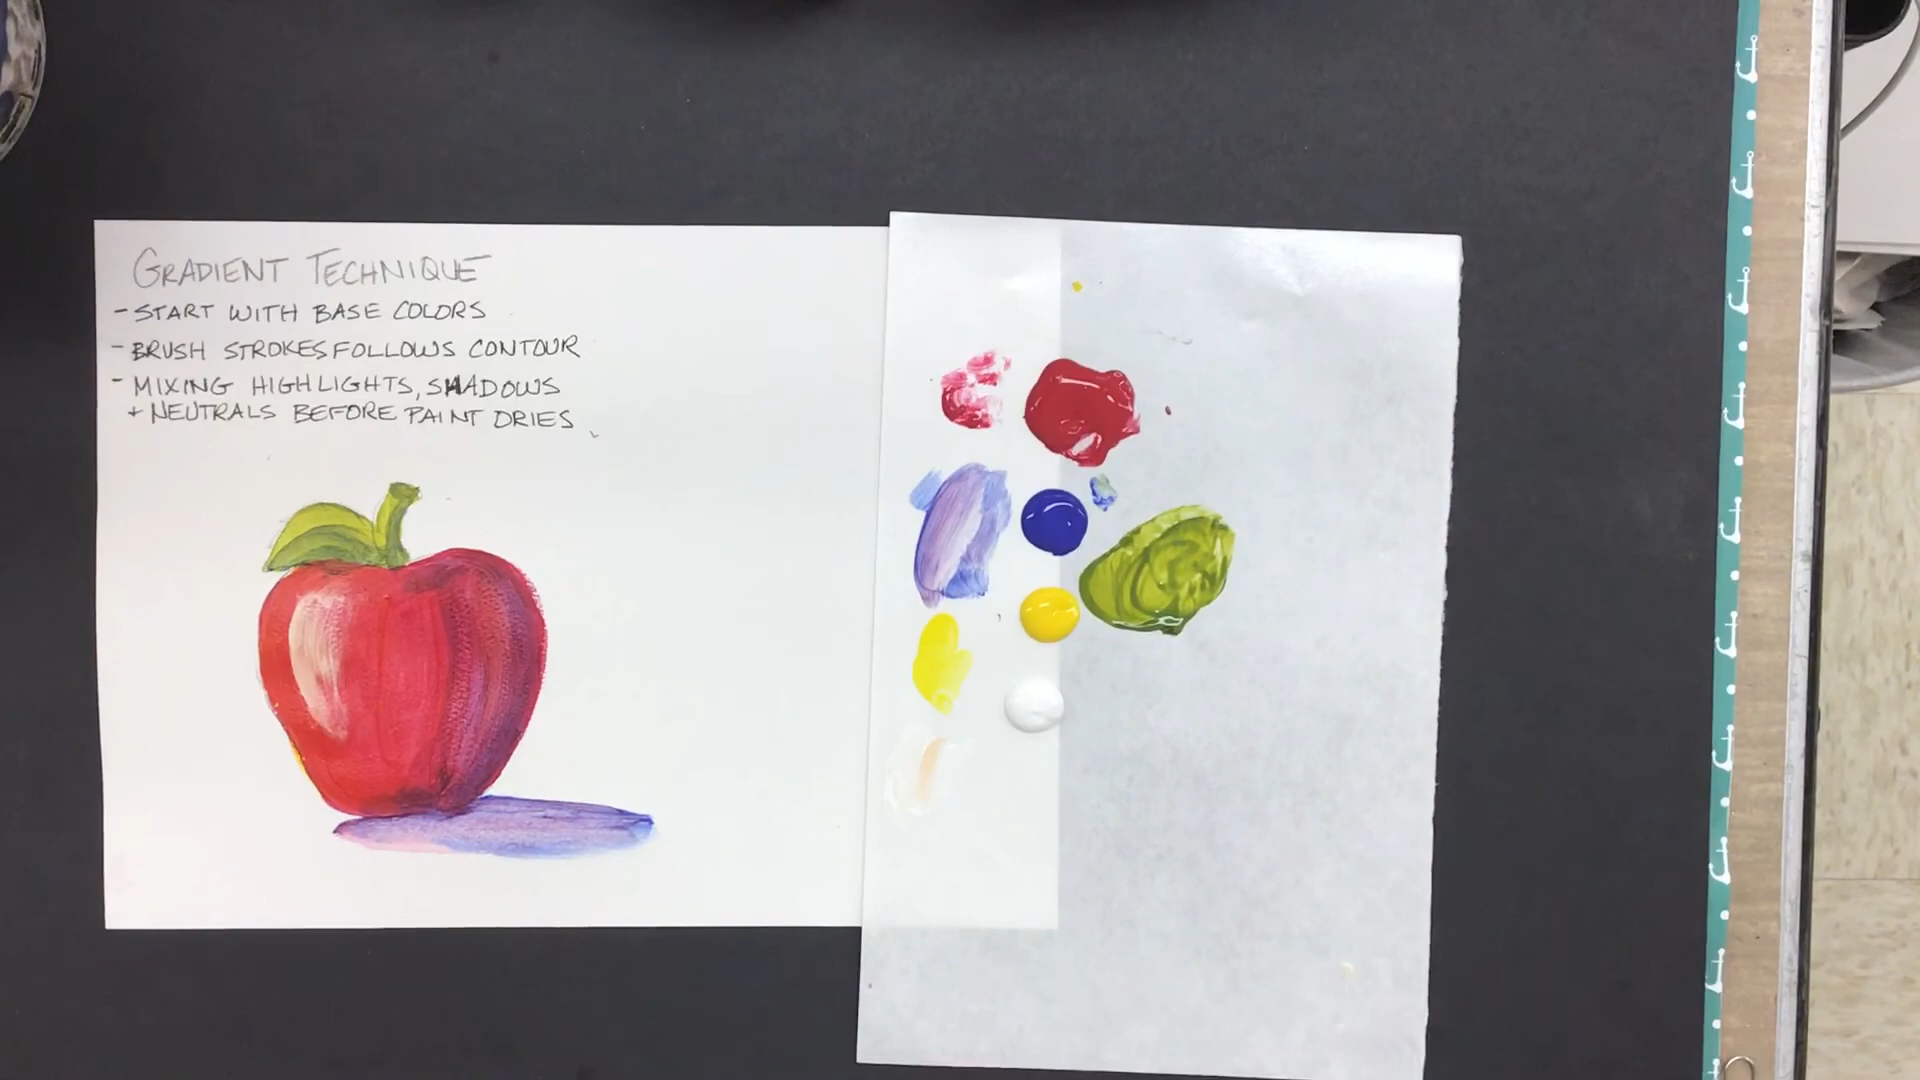 GRADIENT TECHNIQUE
- START WITH BASE COLORS
- BRUSH STROKES FOLLOWS CONTOUR
- MIXING HIGHLIGHTS, SHADOWS
+ NEUTRALS BEFORE PAINT DRIES